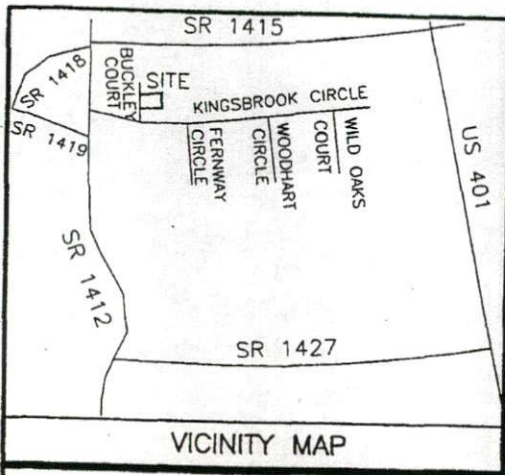 SR 1415
SR 1418
BUCKLEY
COURT
SITE
KINGSBROOK CIRCLE
SR 1419
FERNWAY
CIRCLE
WOODHART
CIRCLE
WILD OAKS
COURT
US 401
SR 1412
SR 1427
VICINITY MAP